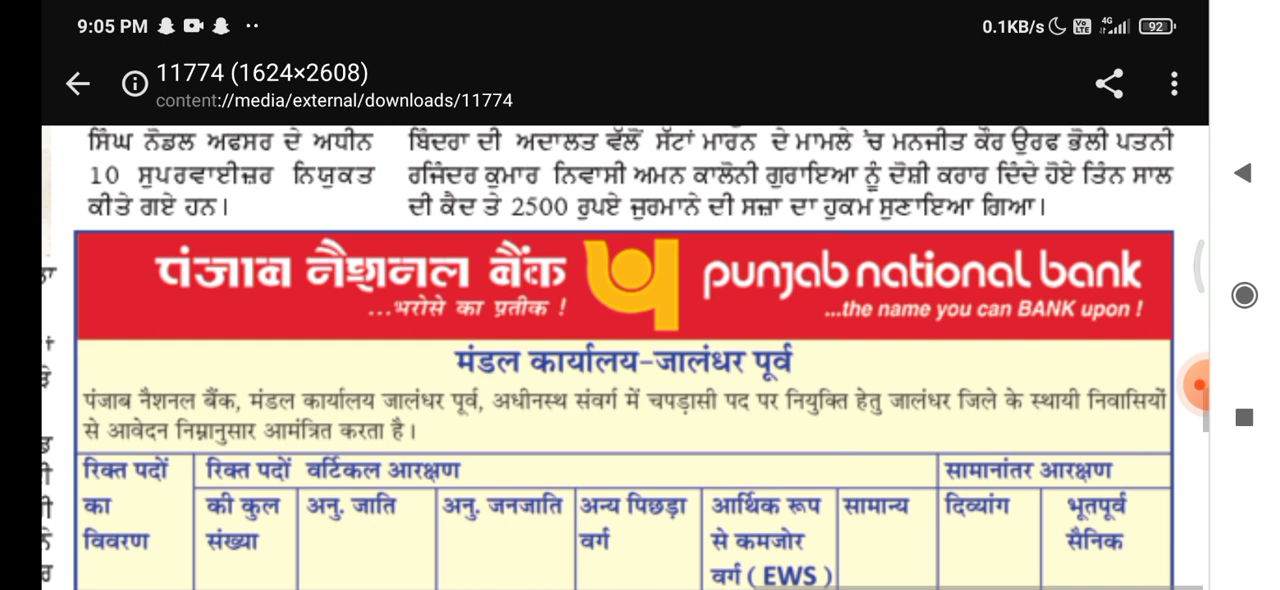 9:05 PM
0.1KB/s Vo LTE 4G 92
11774 (1624×2608)
content://media/external/downloads/11774
ਸਿੰਘ ਨੋਡਲ ਅਫਸਰ ਦੇ ਅਧੀਨ
10 ਸੁਪਰਵਾਈਜ਼ਰ ਨਿਯੁਕਤ
ਕੀਤੇ ਗਏ ਹਨ।
ਬਿੰਦਰਾ ਦੀ ਅਦਾਲਤ ਵੱਲੋਂ ਸੱਟਾਂ ਮਾਰਨ ਦੇ ਮਾਮਲੇ 'ਚ ਮਨਜੀਤ ਕੌਰ ਉਰਫ ਭੋਲੀ ਪਤਨੀ
ਰਜਿੰਦਰ ਕੁਮਾਰ ਨਿਵਾਸੀ ਅਮਨ ਕਾਲੋਨੀ ਗੁਰਾਇਆ ਨੂੰ ਦੋਸ਼ੀ ਕਰਾਰ ਦਿੰਦੇ ਹੋਏ ਤਿੰਨ ਸਾਲ
ਦੀ ਕੈਦ ਤੇ 2500 ਰੁਪਏ ਜੁਰਮਾਨੇ ਦੀ ਸਜ਼ਾ ਦਾ ਹੁਕਮ ਸੁਣਾਇਆ ਗਿਆ।
पंजाब नैशनल बैंक punjab national bank
...भरोसे का प्रतीक ! ...the name you can BANK upon !
मंडल कार्यालय-जालंधर पूर्व
पंजाब नैशनल बैंक, मंडल कार्यालय जालंधर पूर्व, अधीनस्थ संवर्ग में चपड़ासी पद पर नियुक्ति हेतु जालंधर जिले के स्थायी निवासियों
से आवेदन निम्नानुसार आमंत्रित करता है।
रिक्त पदों रिक्त पदों वर्टिकल आरक्षण सामानांतर आरक्षण
का की कुल अनु. जाति अनु. जनजाति अन्य पिछड़ा आर्थिक रूप सामान्य दिव्यांग भूतपूर्व
विवरण संख्या वर्ग से कमजोर सैनिक
वर्ग ( EWS )